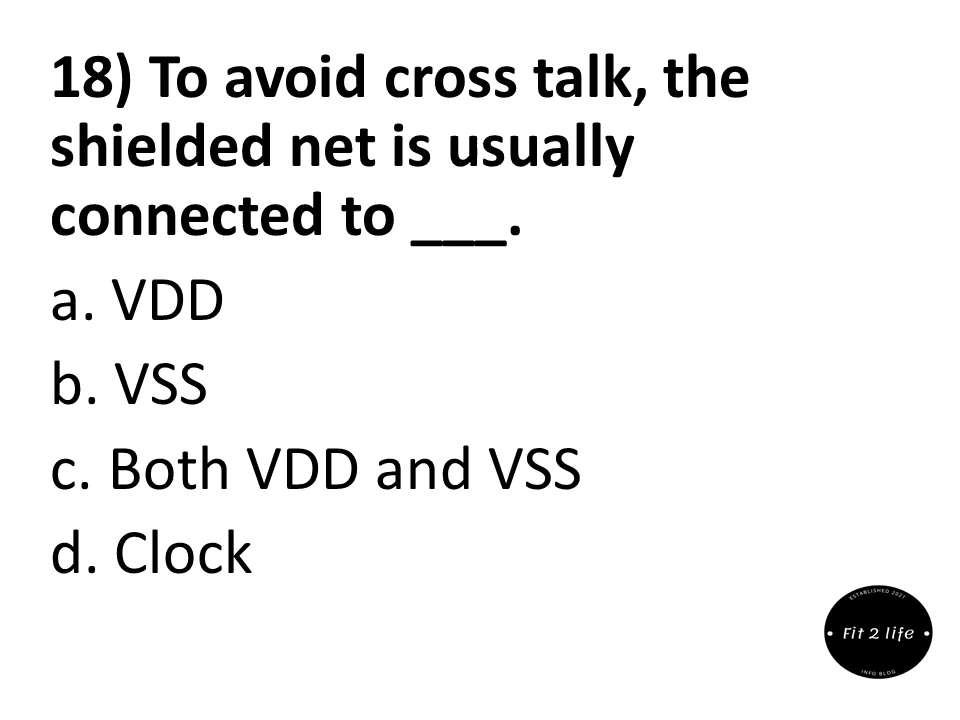 18) To avoid cross talk, the
shielded net is usually
connected to ___.
a. VDD
b. VSS
c. Both VDD and VSS
d. Clock
ESTABLISHED 2021
• Fit 2 life •
INFO BLOG